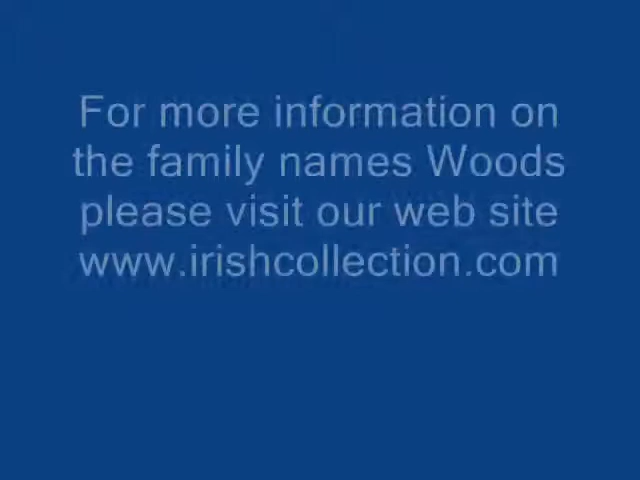 For more information on
the family names Woods
please visit our web site
www.irishcollection.com